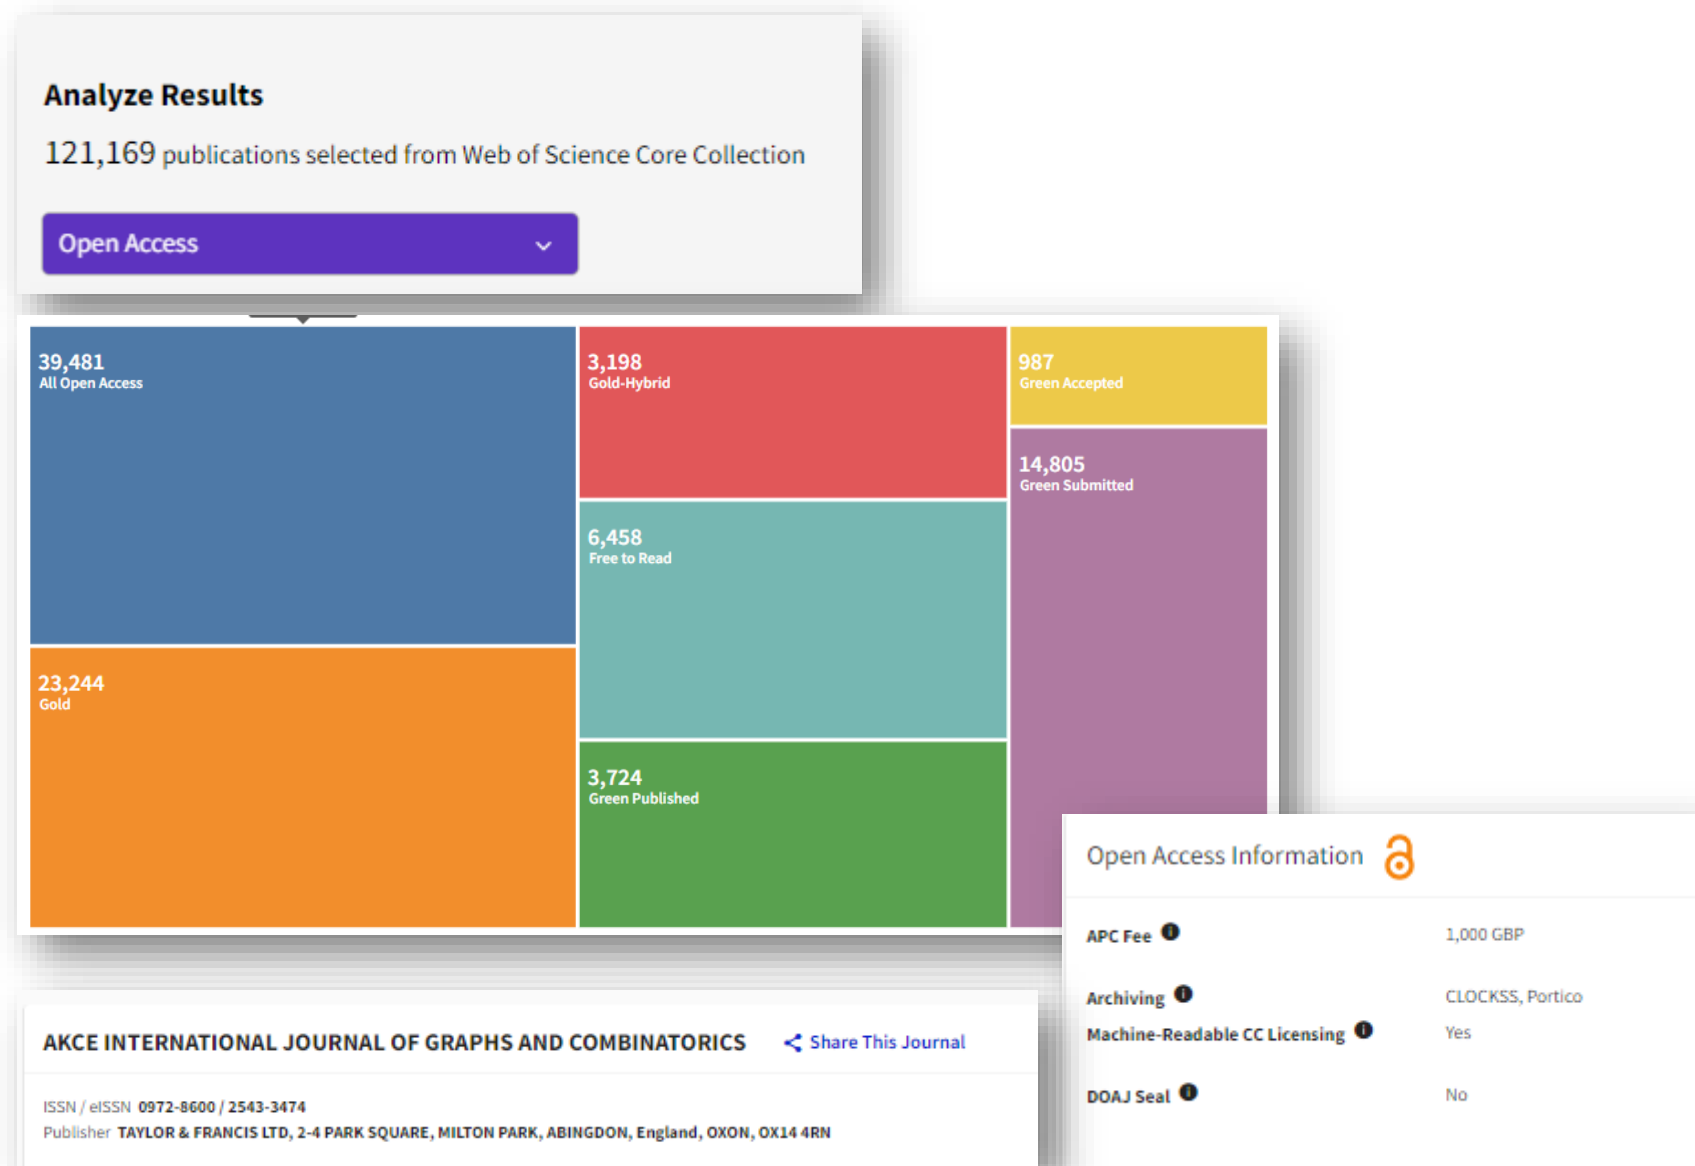 Analyze Results
121,169 publications selected from Web of Science Core Collection
Open Access
39,481
All Open Access
23,244
Gold
3,198
Gold-Hybrid
6,458
Free to Read
3,724
Green Published
987
Green Accepted
14,805
Green Submitted
Open Access Information
APC Fee 1,000 GBP
Archiving CLOCKSS, Portico
Machine-Readable CC Licensing Yes
DOAJ Seal No
AKCE INTERNATIONAL JOURNAL OF GRAPHS AND COMBINATORICS Share This Journal
ISSN / eISSN 0972-8600 / 2543-3474
Publisher TAYLOR & FRANCIS LTD, 2-4 PARK SQUARE, MILTON PARK, ABINGDON, England, OXON, OX14 4RN